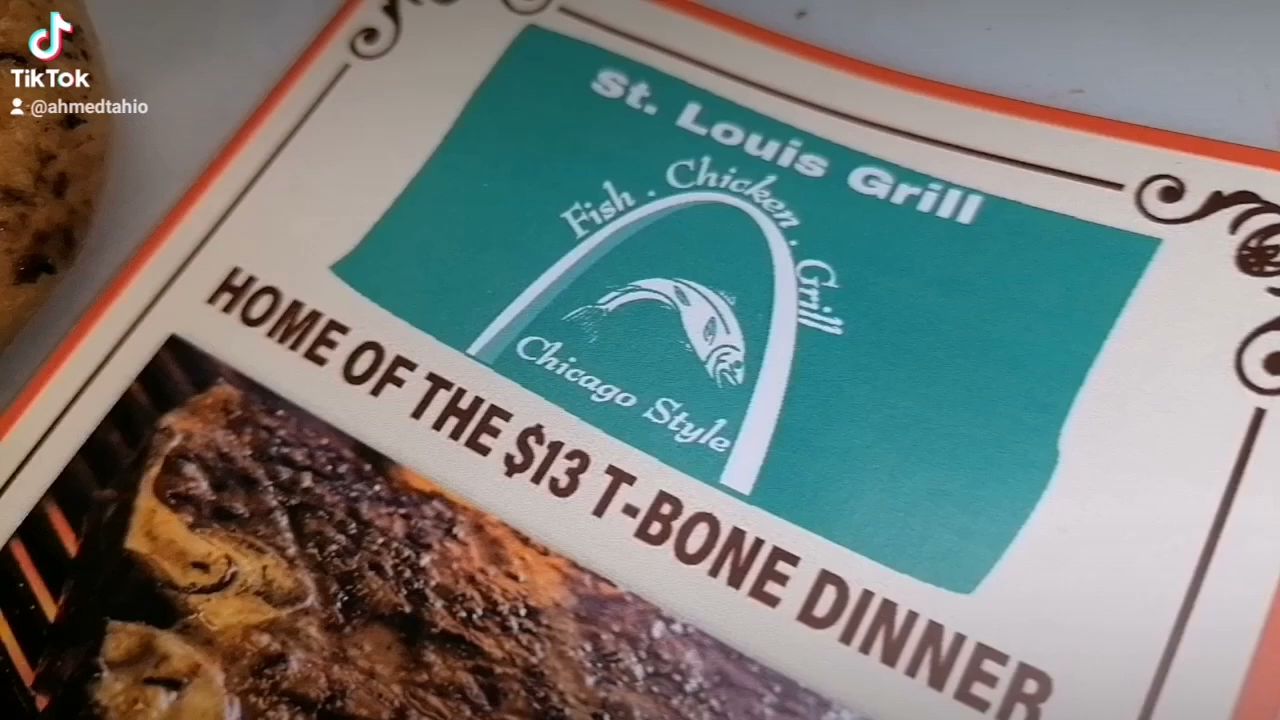 TikTok
@ahmedtahio
St. Louis Grill
Fish . Chicken . Grill
Chicago Style
HOME OF THE $13 T-BONE DINNER